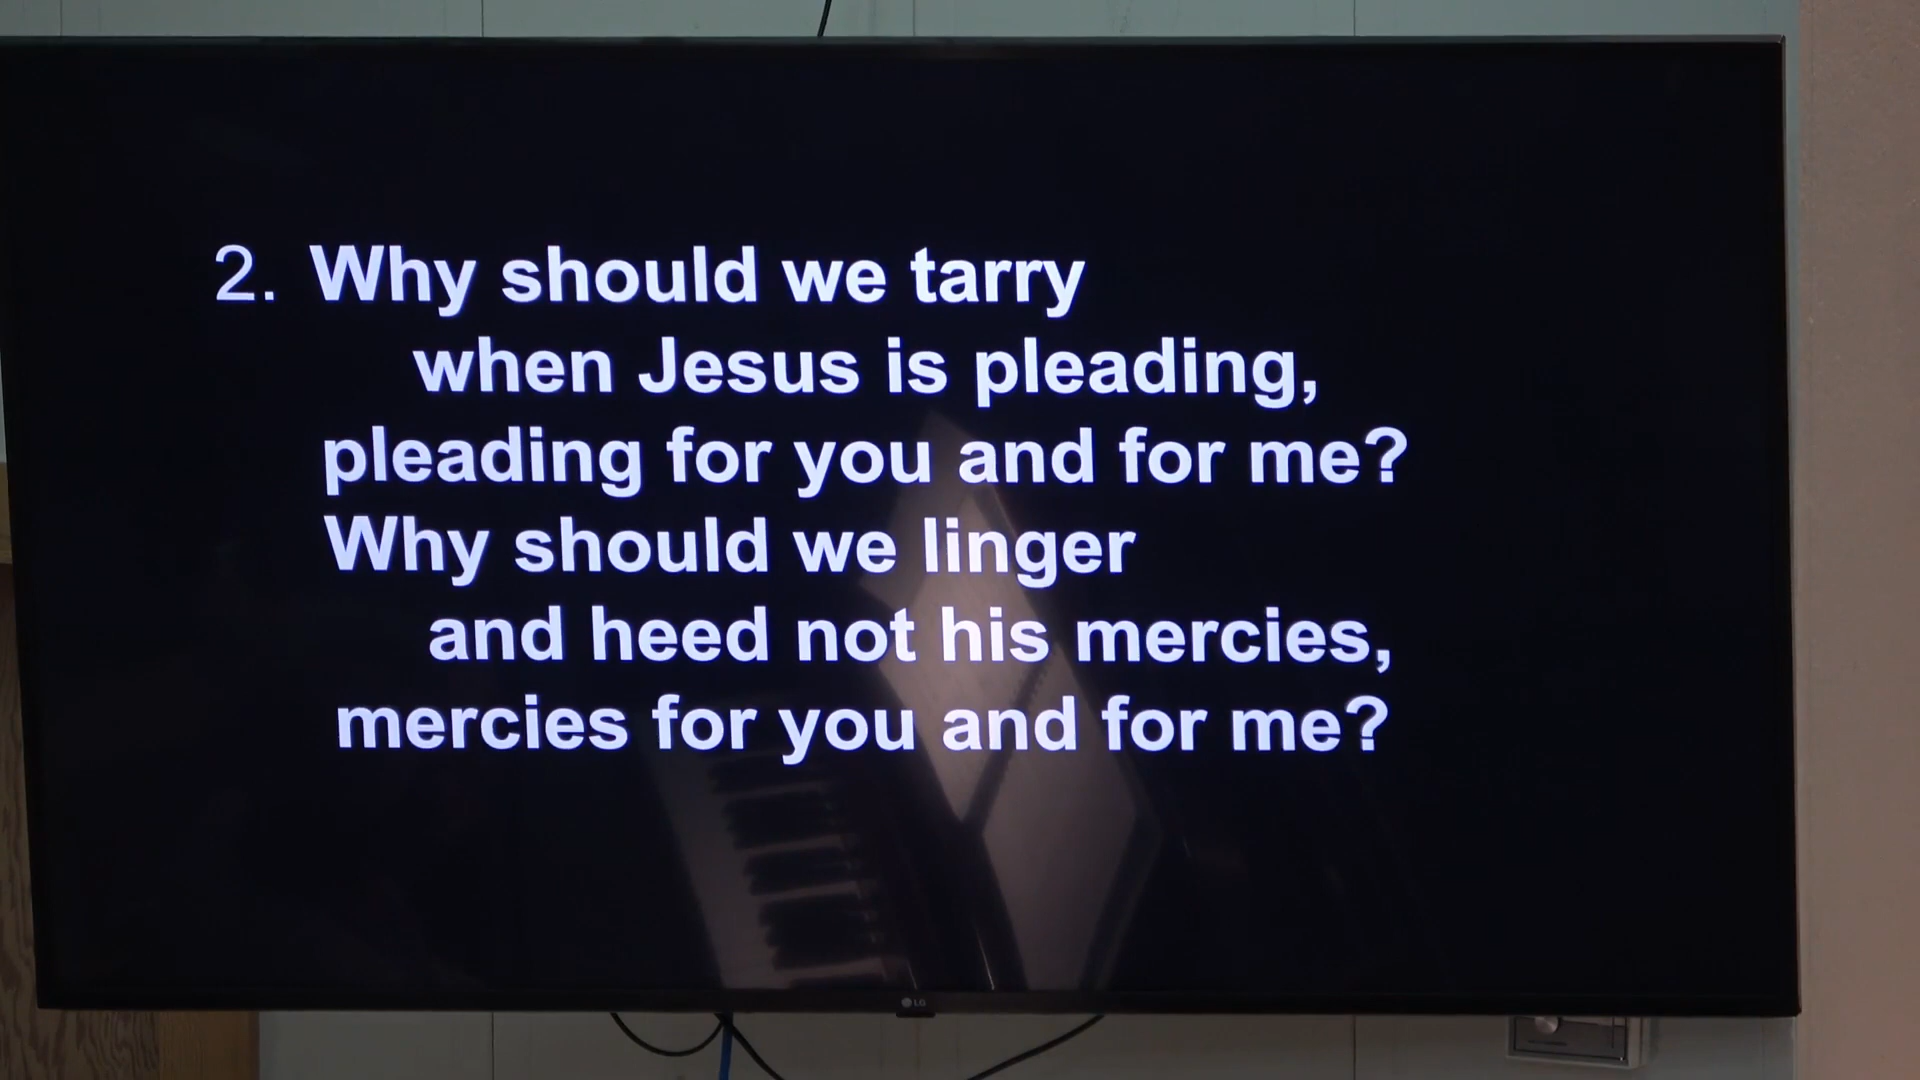 2. Why should we tarry
when Jesus is pleading,
pleading for you and for me?
Why should we linger
and heed not his mercies,
mercies for you and for me?
LG